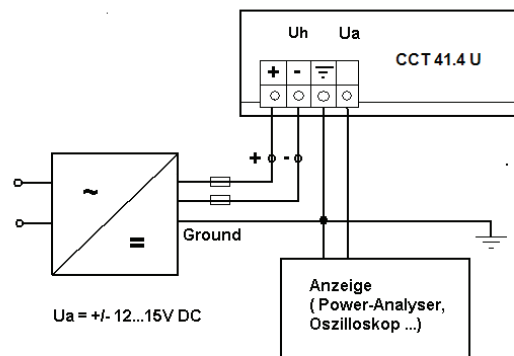 Uh Ua
CCT 41.4 U
+ -
+ -
~
=
Ground
Ua = +/- 12...15V DC
Anzeige
( Power-Analyser,
Oszilloskop ...)